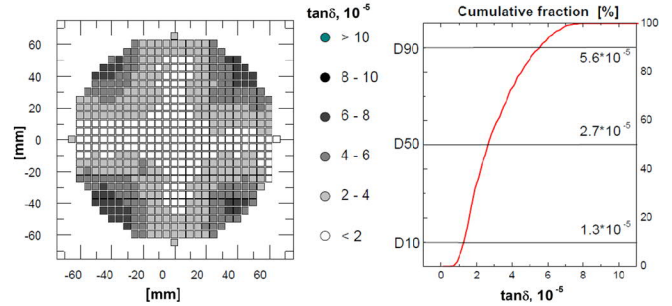 tanδ, 10 -5
> 10
8 - 10
6 - 8
4 - 6
2 - 4
< 2
60
40
20
0
-20
-40
-60
[mm]
-60 -40 -20 0 20 40 60
[mm]
Cumulative fraction [%]
D90
D50
D10
5.6*10 -5
2.7*10 -5
1.3*10 -5
100
80
60
40
20
0
0 2 4 6 8 10
tanδ, 10 -5